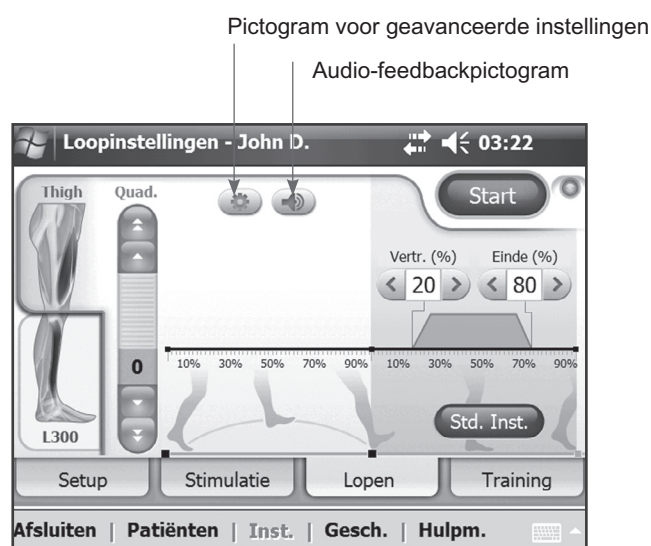 Pictogram voor geavanceerde instellingen
Audio-feedbackpictogram
Loopinstellingen - John D. 03:22
Thigh Quad. Start
Vertr. (%) Einde (%)
20 80
0
10% 30% 50% 70% 90% 10% 30% 50% 70% 90%
L300 Std. Inst.
Setup Stimulatie Lopen Training
Afsluiten | Patiënten | Inst. | Gesch. | Hulpm.